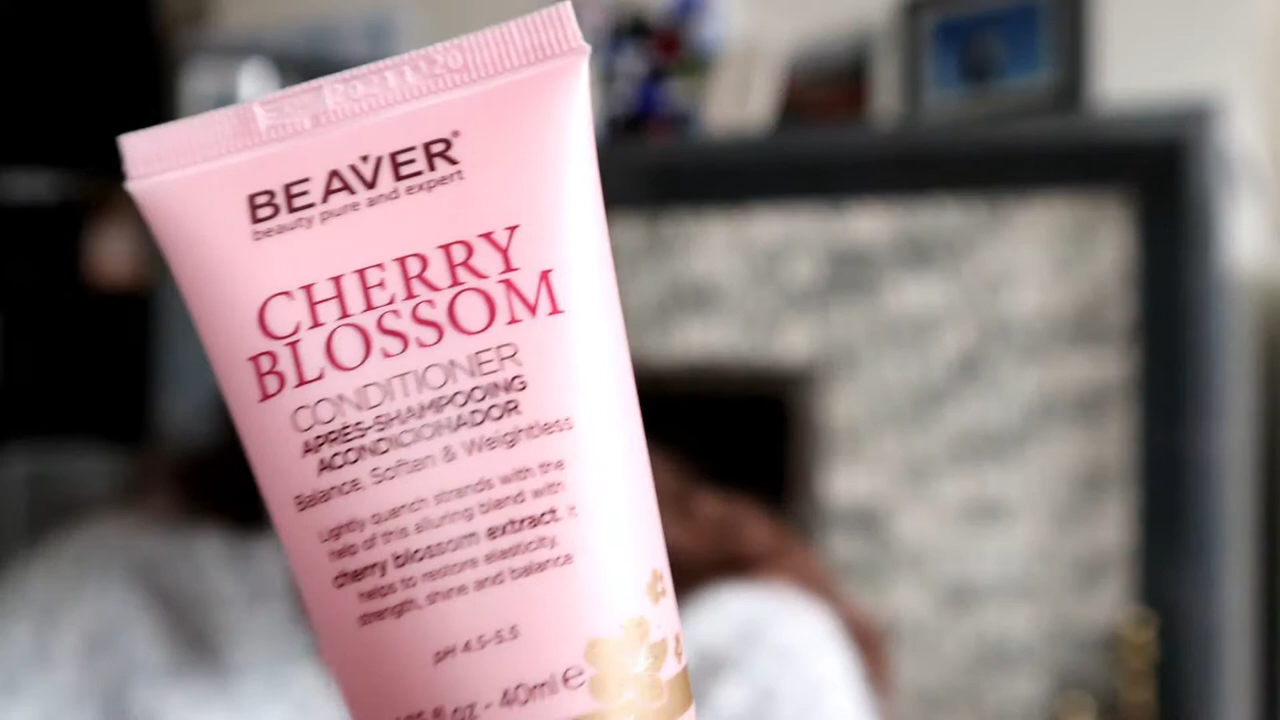 BEAVER®
beauty pure and expert
CHERRY
BLOSSOM
CONDITIONER
APRÈS-SHAMPOOING
ACONDICIONADOR
Balance, Soften & Weightless
Lightly quench strands with the
help of this alluring blend with
cherry blossom extract. It
helps to restore elasticity,
strength, shine and balance
pH 4.5-5.5
fl oz - 40ml ℮